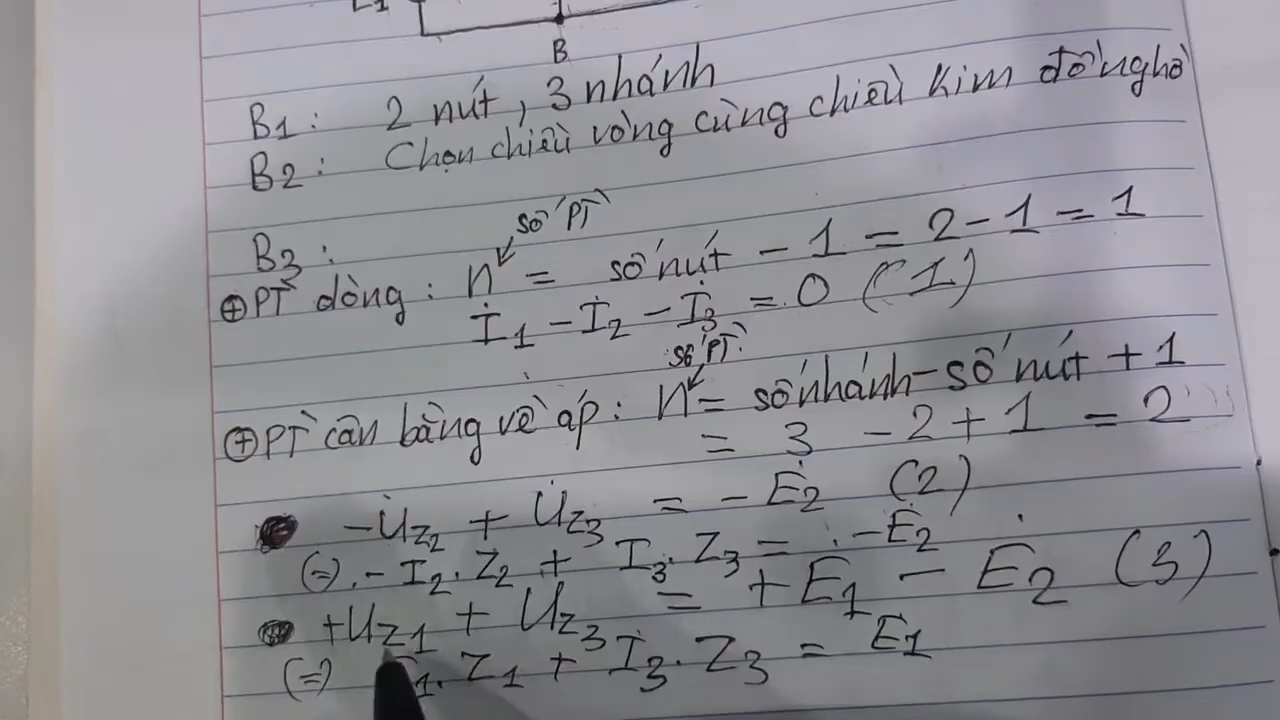 B
B1: 2 nút, 3 nhánh
B2: Chọn chiều vòng cùng chiều kim đồng hồ
số PT
B3:
⊕PT dòng: n = số nút - 1 = 2 - 1 = 1
İ1 - İ2 - İ3 = 0 (1)
số PT
⊕PT cân bằng về áp: n = số nhánh - số nút + 1
= 3 - 2 + 1 = 2
-U̇Z2 + U̇Z3 = -Ė2 (2)
(=) - İ2.Z2 + İ3.Z3 = -Ė2
+UZ1 + UZ3 = +Ė1 - Ė2 (3)
(=) 1.Z1 + İ3.Z3 = Ė1